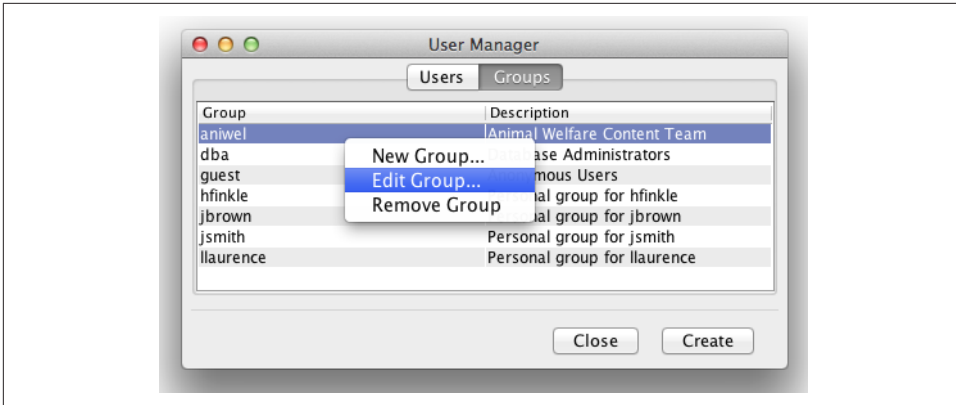 User Manager
Users Groups
Group Description
aniwel Animal Welfare Content Team
New Group...
dba ase Administrators
Edit Group...
guest mous Users
Remove Group
hfinkle al group for hfinkle
jbrown group for jbrown
jsmith Personal group for jsmith
llaurence Personal group for llaurence
Close Create